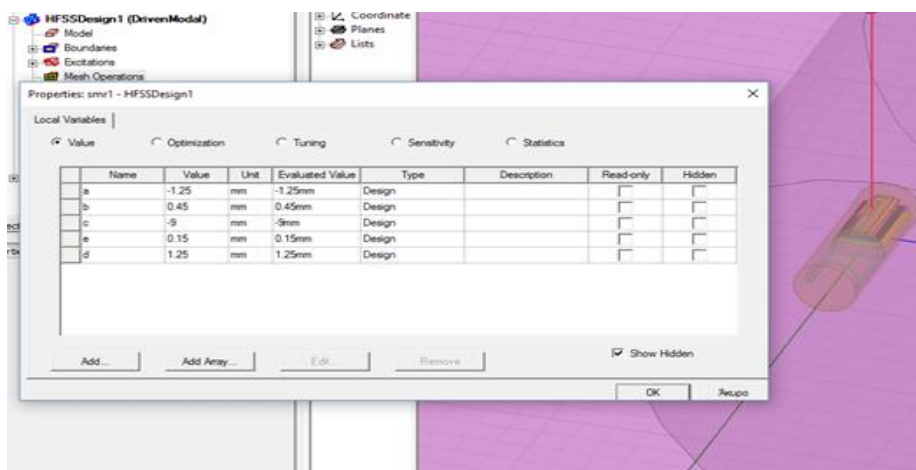 HFSSDesign1 (DrivenModal)
Model
Boundaries
Excitations
Mesh Operations
Coordinate
Planes
Lists
Properties: smr1 - HFSSDesign1
Local Variables
Value Optimization Tuning Sensitivity Statistics
Name Value Unit Evaluated Value Type Description Read-only Hidden
a -1.25 mm -1.25mm Design
b 0.45 mm 0.45mm Design
c -9 mm -9mm Design
e 0.15 mm 0.15mm Design
d 1.25 mm 1.25mm Design
Add... Add Array... Edit... Remove Show Hidden
OK Άκυρο